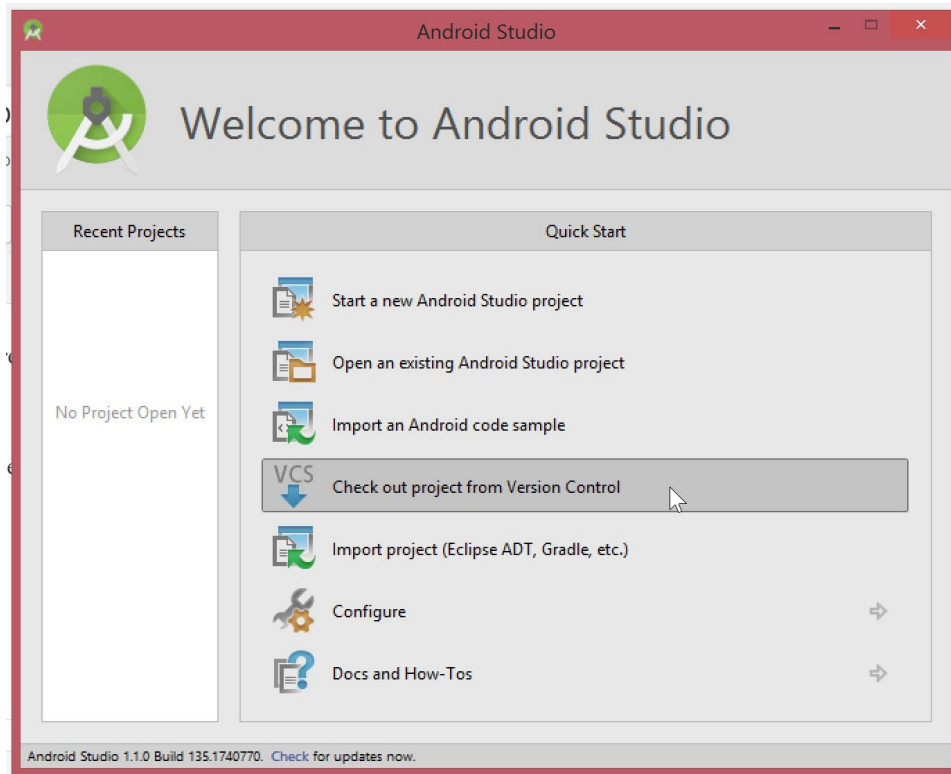 Android Studio
Welcome to Android Studio
Recent Projects
No Project Open Yet
Quick Start
Start a new Android Studio project
Open an existing Android Studio project
Import an Android code sample
VCS
Check out project from Version Control
Import project (Eclipse ADT, Gradle, etc.)
Configure
Docs and How-Tos
Android Studio 1.1.0 Build 135.1740770. Check for updates now.